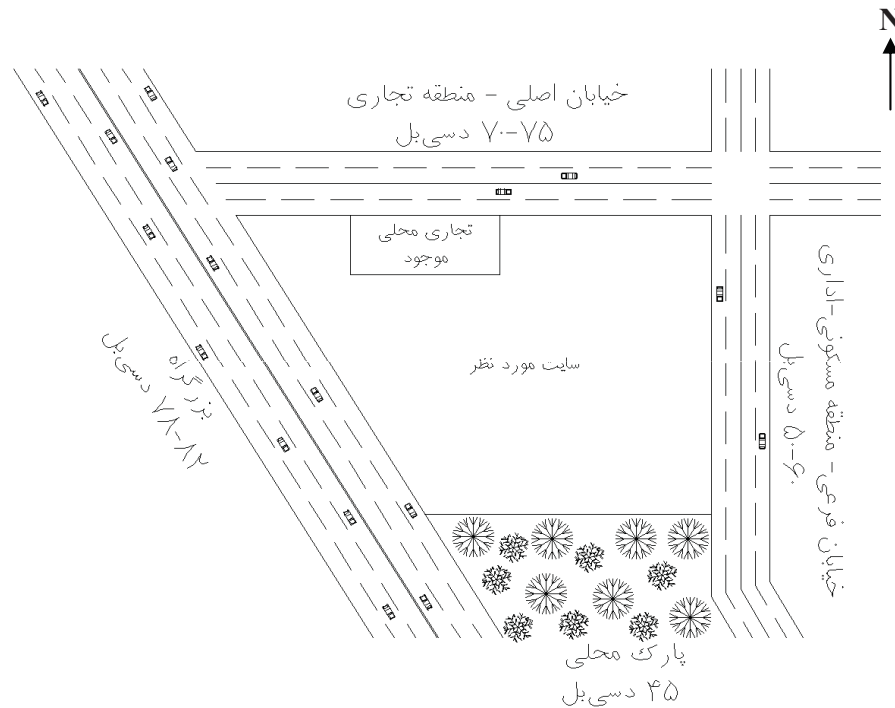 N
خیابان اصلی - منطقه تجاری
۷۰-۷۵ دسی‌بل
تجاری محلی
موجود
سایت مورد نظر
بزرگراه
۷۸-۸۲ دسی‌بل
خیابان فرعی - منطقه مسکونی-اداری
۵۰-۶۰ دسی‌بل
پارک محلی
۴۵ دسی‌بل